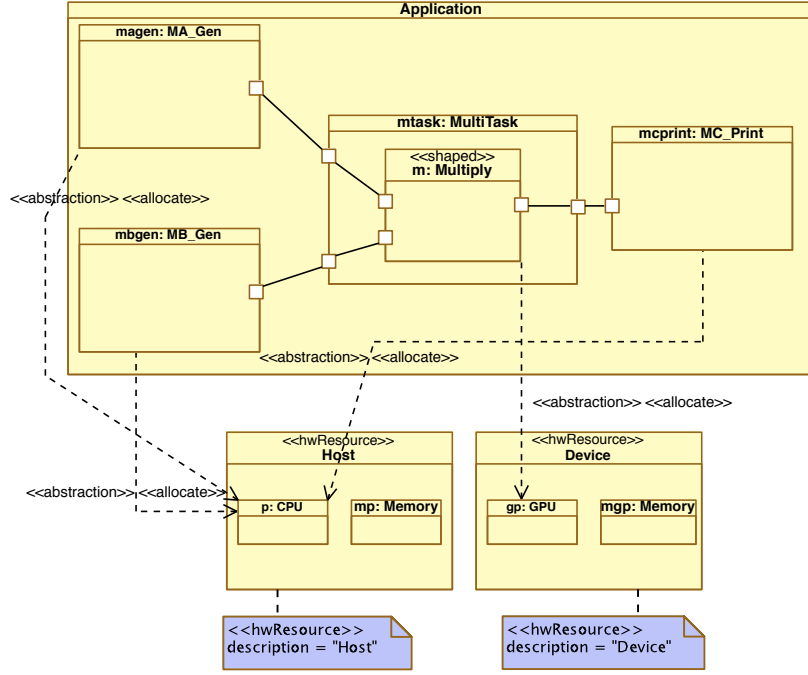 Application
magen: MA_Gen
mtask: MultiTask
mcprint: MC_Print
<<shaped>>
m: Multiply
<<abstraction>> <<allocate>>
mbgen: MB_Gen
<<abstraction>> <<allocate>>
<<abstraction>> <<allocate>>
<<hwResource>>
Host
<<hwResource>>
Device
<<abstraction>> <<allocate>>
p: CPU
mp: Memory
gp: GPU
mgp: Memory
<<hwResource>>
description = "Host"
<<hwResource>>
description = "Device"